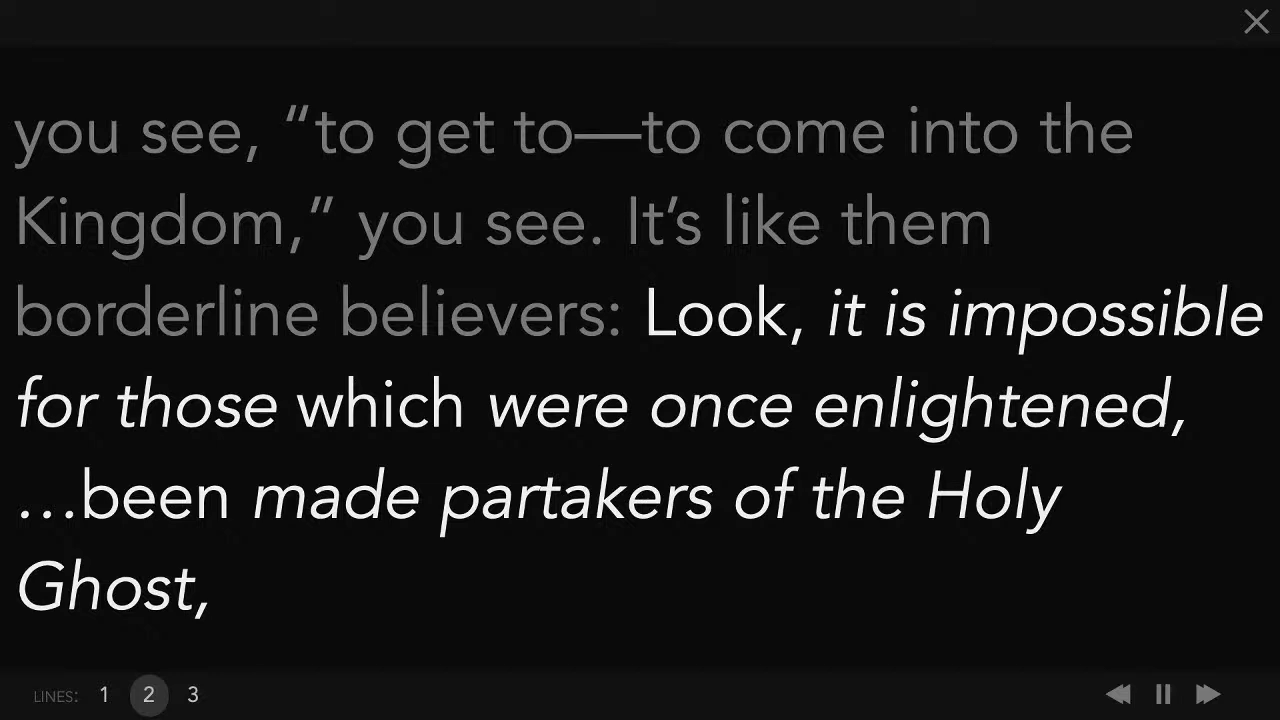 you see, “to get to—to come into the
Kingdom,” you see. It’s like them
borderline believers: Look, it is impossible
for those which were once enlightened,
…been made partakers of the Holy
Ghost,
LINES: 1 2 3